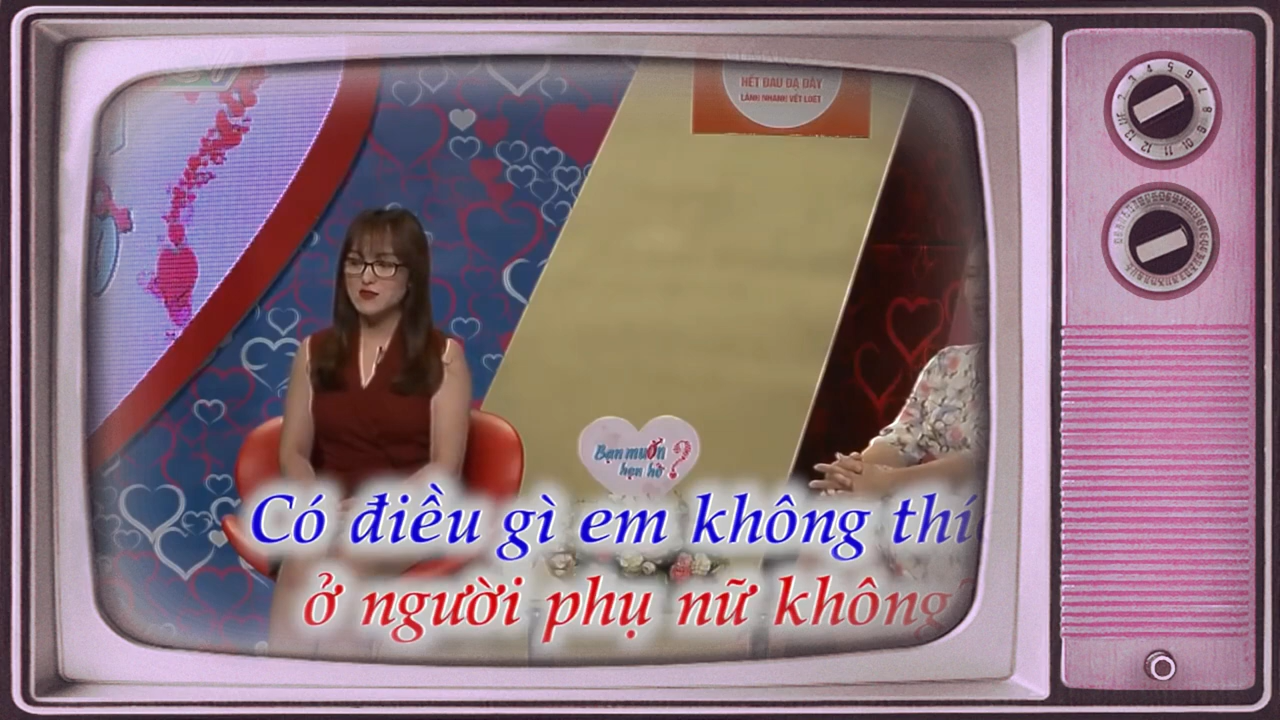 HẾT ĐAU DẠ DÀY
LÀNH NHANH VẾT LOÉT
Bạn muốn
hẹn hò ?
Có điều gì em không thí
ở người phụ nữ không